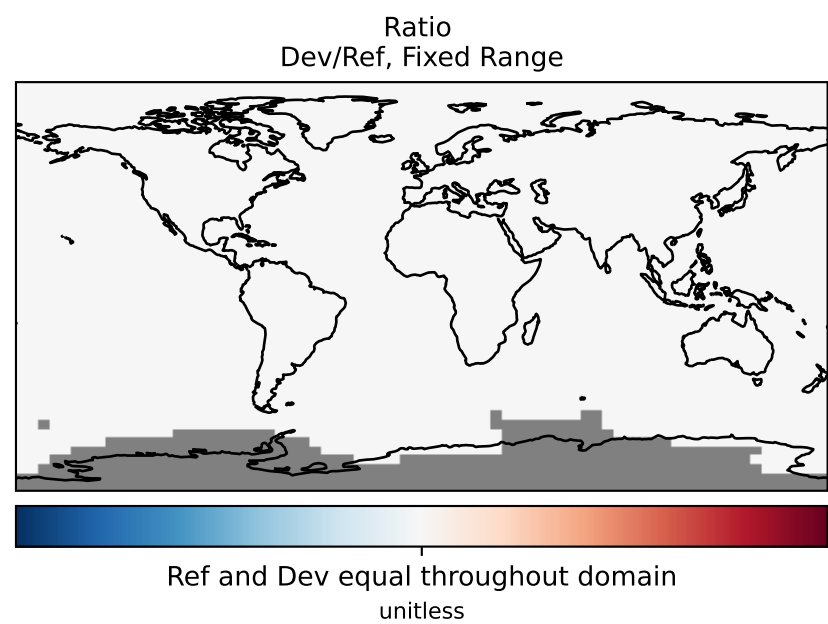 Ratio
Dev/Ref, Fixed Range
Ref and Dev equal throughout domain
unitless